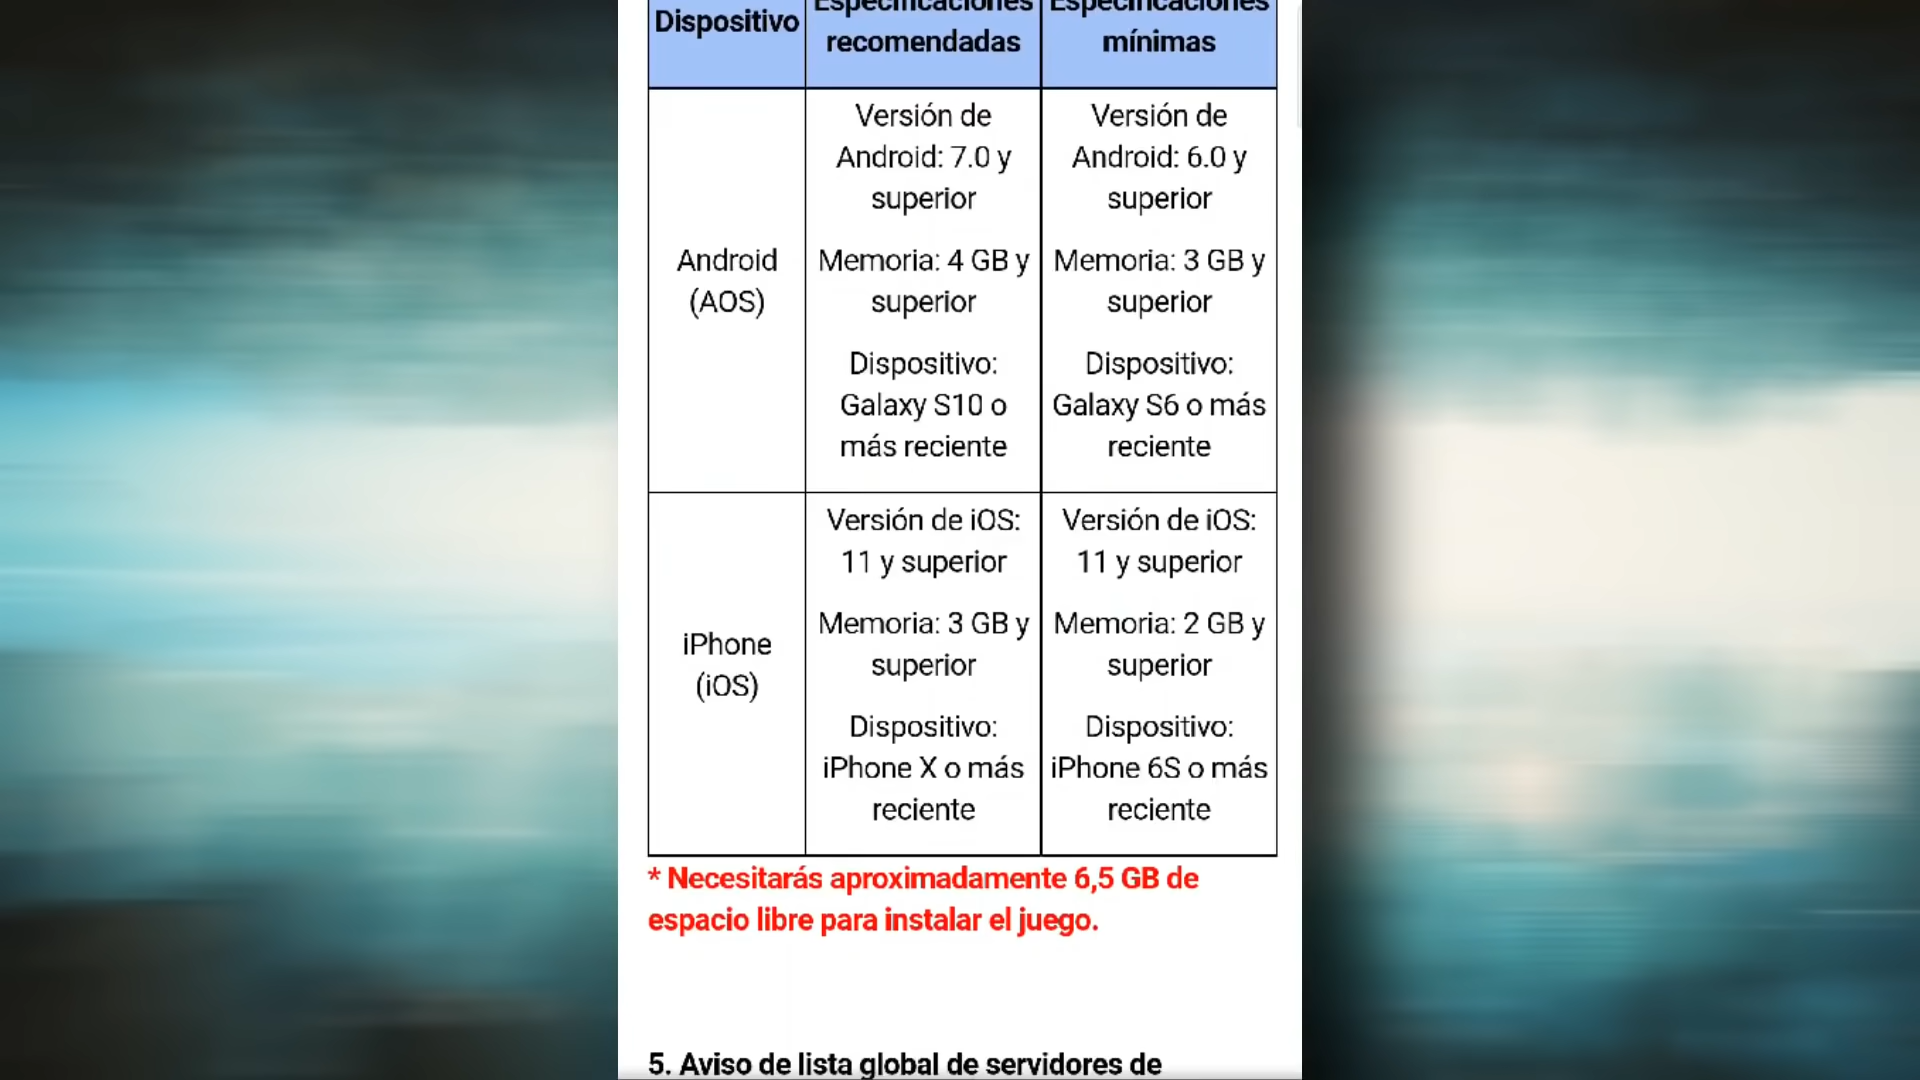 Dispositivo
Especificaciones
recomendadas
Especificaciones
mínimas
Android
(AOS)
Versión de
Android: 7.0 y
superior
Memoria: 4 GB y
superior
Dispositivo:
Galaxy S10 o
más reciente
Versión de
Android: 6.0 y
superior
Memoria: 3 GB y
superior
Dispositivo:
Galaxy S6 o más
reciente
iPhone
(iOS)
Versión de iOS:
11 y superior
Memoria: 3 GB y
superior
Dispositivo:
iPhone X o más
reciente
Versión de iOS:
11 y superior
Memoria: 2 GB y
superior
Dispositivo:
iPhone 6S o más
reciente
* Necesitarás aproximadamente 6,5 GB de
espacio libre para instalar el juego.
5. Aviso de lista global de servidores de